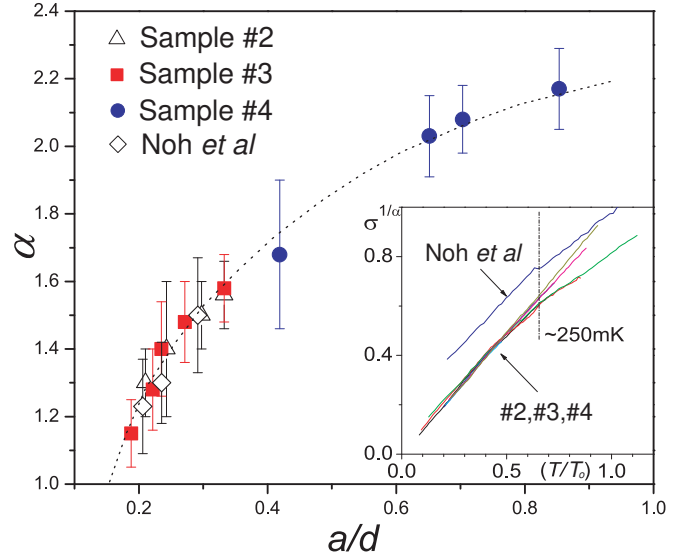 2.4
2.2
2.0
1.8
1.6
1.4
1.2
1.0
α
Sample #2
Sample #3
Sample #4
Noh et al
0.2
0.4
0.6
0.8
1.0
a/d
σ^1/α
0.8
0.4
0.0
Noh et al
~250mK
#2,#3,#4
0.0
0.5
(T/T₀)
1.0